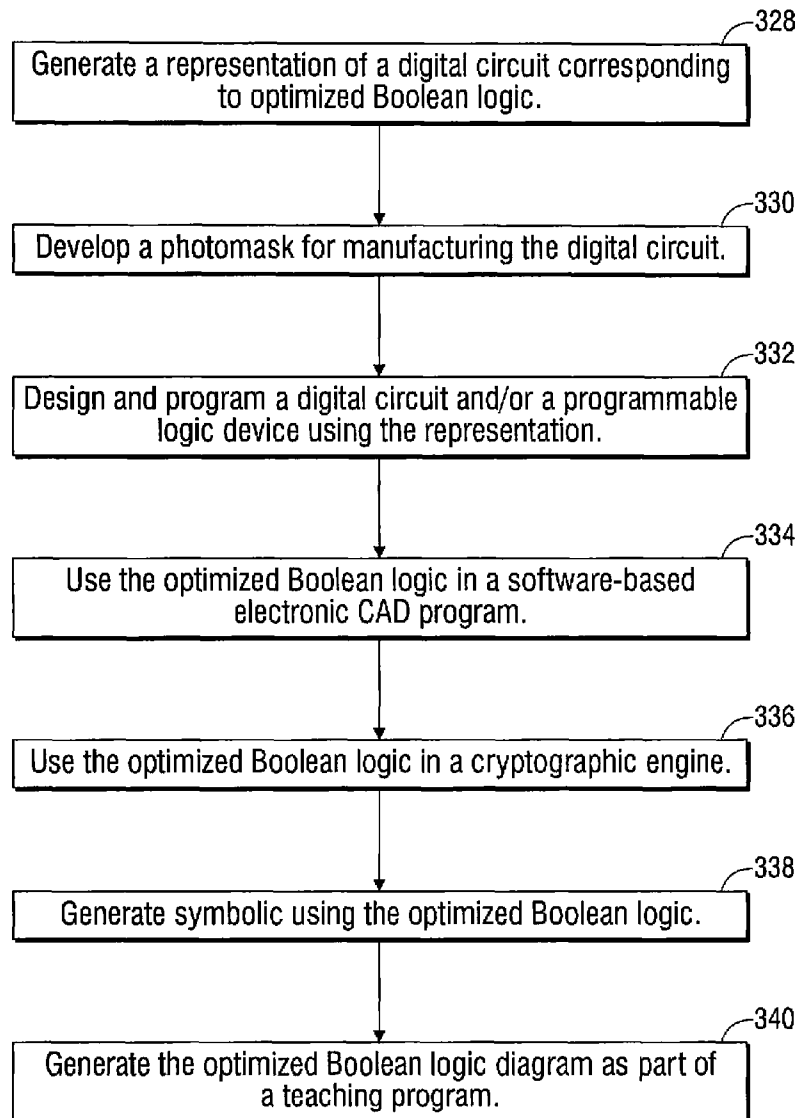 328
Generate a representation of a digital circuit corresponding
to optimized Boolean logic.
330
Develop a photomask for manufacturing the digital circuit.
332
Design and program a digital circuit and/or a programmable
logic device using the representation.
334
Use the optimized Boolean logic in a software-based
electronic CAD program.
336
Use the optimized Boolean logic in a cryptographic engine.
338
Generate symbolic using the optimized Boolean logic.
340
Generate the optimized Boolean logic diagram as part of
a teaching program.